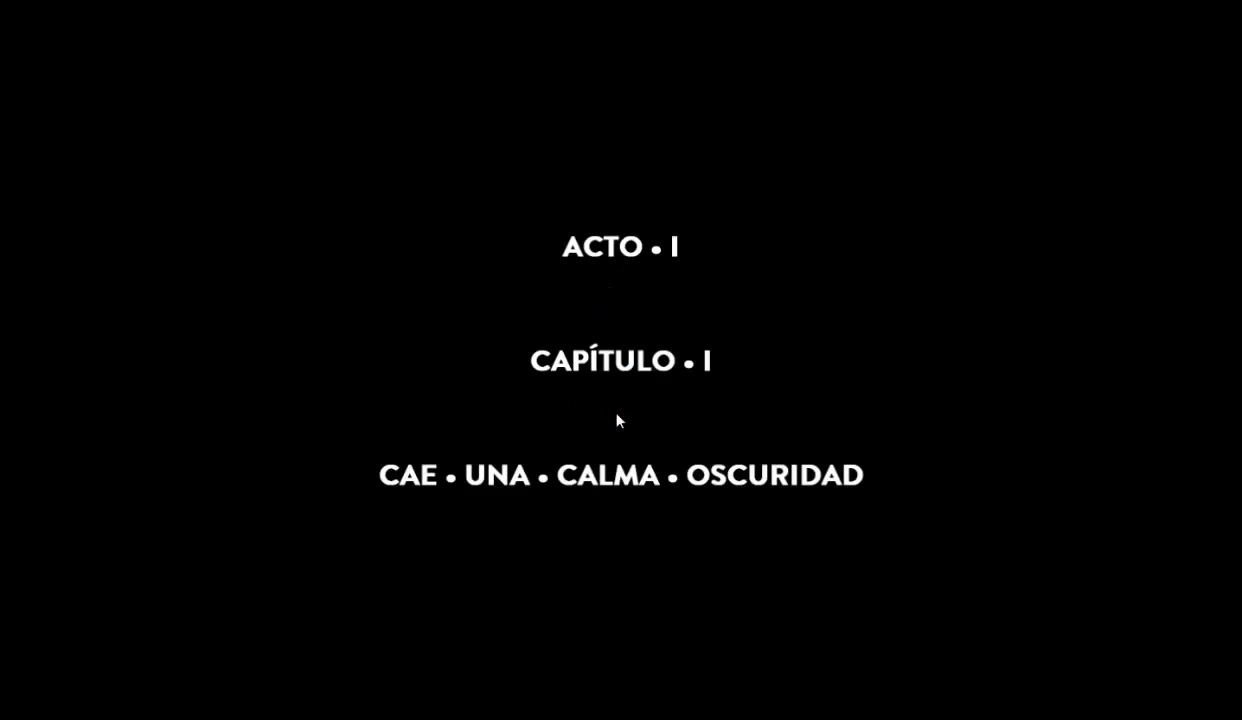 ACTO • I
CAPÍTULO • I
CAE • UNA • CALMA • OSCURIDAD